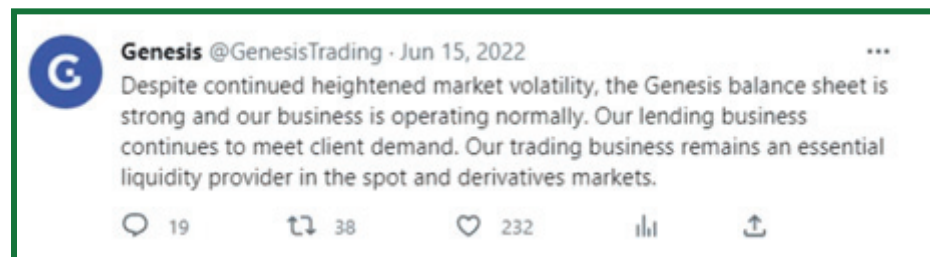 Genesis @GenesisTrading · Jun 15, 2022 ...
Despite continued heightened market volatility, the Genesis balance sheet is
strong and our business is operating normally. Our lending business
continues to meet client demand. Our trading business remains an essential
liquidity provider in the spot and derivatives markets.
19 38 232